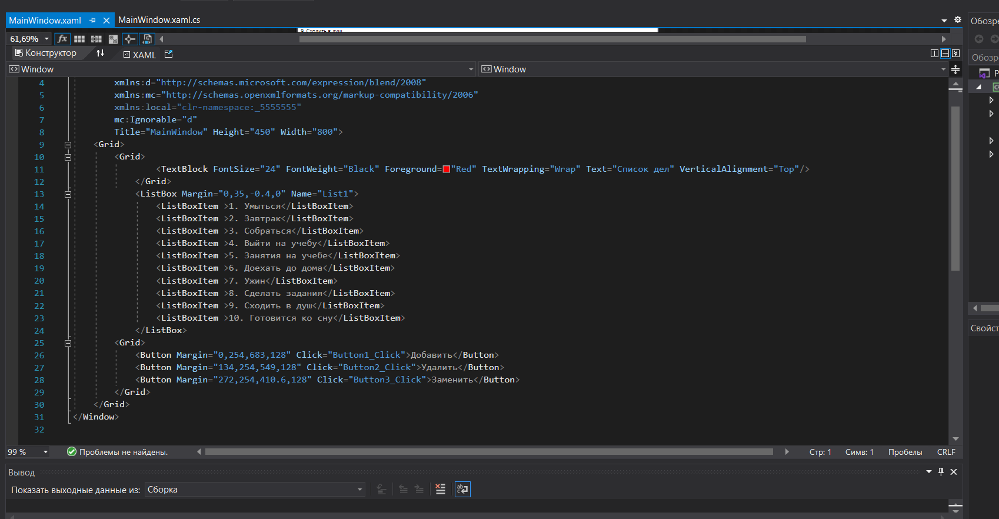 MainWindow.xaml MainWindow.xaml.cs
Обозре
9. Сходить в душ
61,69% fx
Конструктор XAML
Обозр
Window Window
4 xmlns:d="http://schemas.microsoft.com/expression/blend/2008"
5 xmlns:mc="http://schemas.openxmlformats.org/markup-compatibility/2006"
6 xmlns:local="clr-namespace:_5555555"
7 mc:Ignorable="d"
8 Title="MainWindow" Height="450" Width="800">
9 <Grid>
10 <Grid>
11 <TextBlock FontSize="24" FontWeight="Black" Foreground="Red" TextWrapping="Wrap" Text="Список дел" VerticalAlignment="Top"/>
12 </Grid>
13 <ListBox Margin="0,35,-0.4,0" Name="List1">
14 <ListBoxItem >1. Умыться</ListBoxItem>
15 <ListBoxItem >2. Завтрак</ListBoxItem>
16 <ListBoxItem >3. Собраться</ListBoxItem>
17 <ListBoxItem >4. Выйти на учебу</ListBoxItem>
18 <ListBoxItem >5. Занятия на учебе</ListBoxItem>
19 <ListBoxItem >6. Доехать до дома</ListBoxItem>
20 <ListBoxItem >7. Ужин</ListBoxItem>
21 <ListBoxItem >8. Сделать задания</ListBoxItem>
22 <ListBoxItem >9. Сходить в душ</ListBoxItem>
23 <ListBoxItem >10. Готовится ко сну</ListBoxItem>
24 </ListBox>
25 <Grid>
26 <Button Margin="0,254,683,128" Click="Button1_Click">Добавить</Button>
27 <Button Margin="134,254,549,128" Click="Button2_Click">Удалить</Button>
28 <Button Margin="272,254,410.6,128" Click="Button3_Click">Заменить</Button>
29 </Grid>
30 </Grid>
31 </Window>
32
Свойст
99 % Проблемы не найдены. Стр: 1 Симв: 1 Пробелы CRLF
Вывод
Показать выходные данные из: Сборка